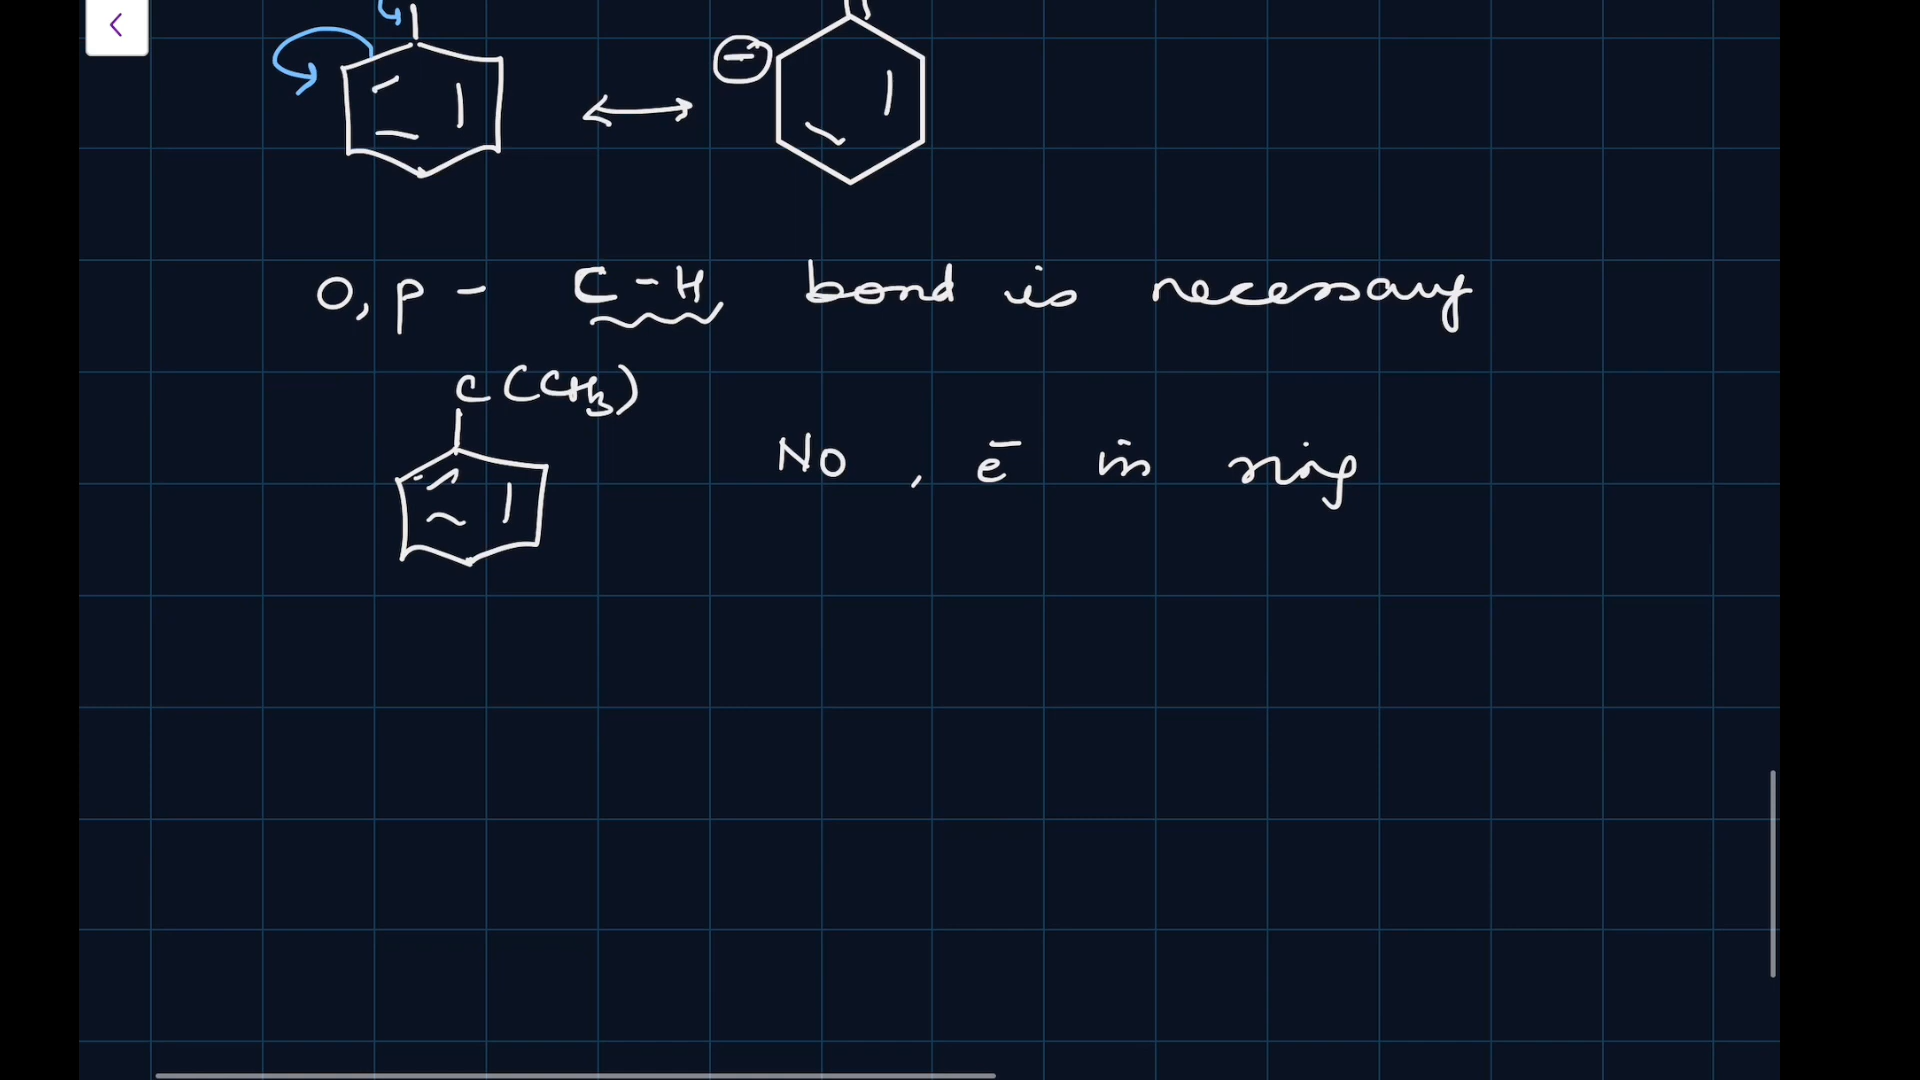 O, p - C-H bond is necessary
C(CH3)
No, e̅ in ring